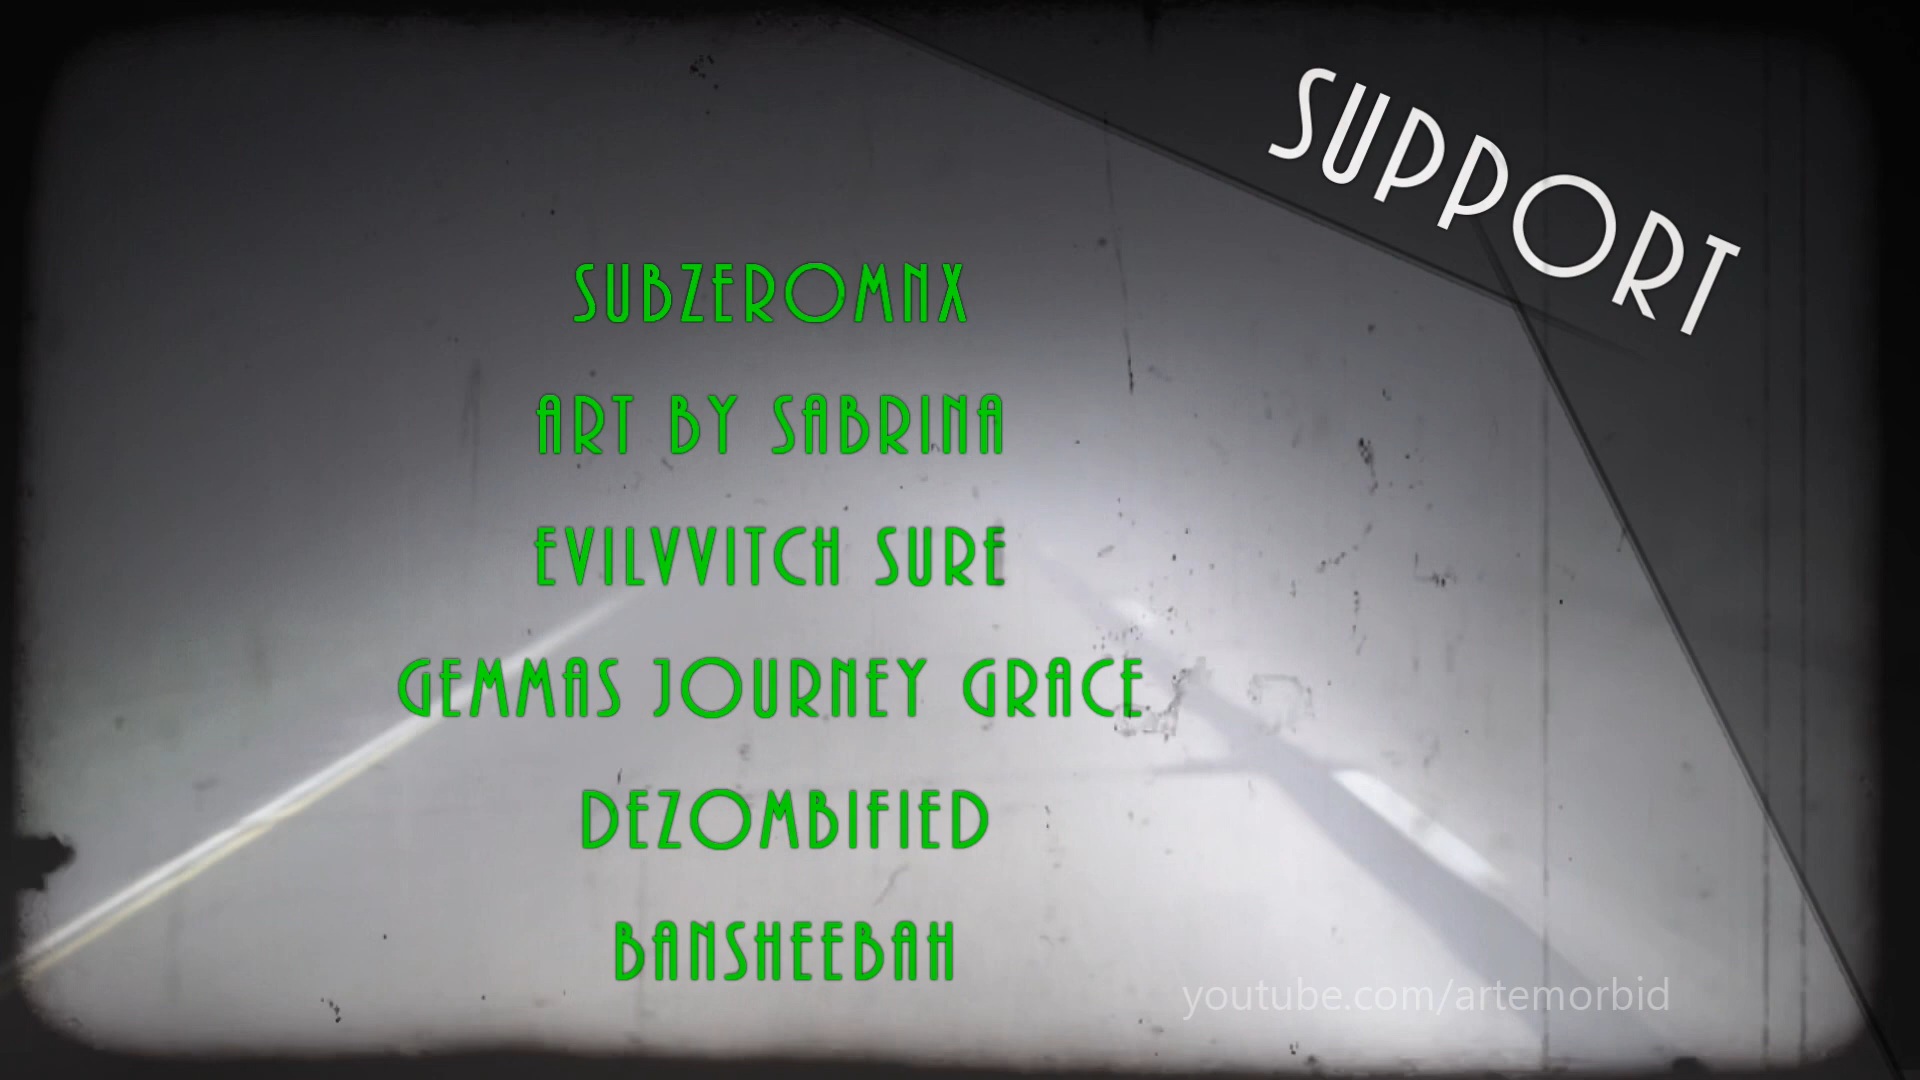 SUPPORT
SUBZEROMNX
ART BY SABRINA
EVILVVITCH SURE
GEMMAS JOURNEY GRACE
DEZOMBIFIED
BANSHEEBAH
youtube.com/artemorbid